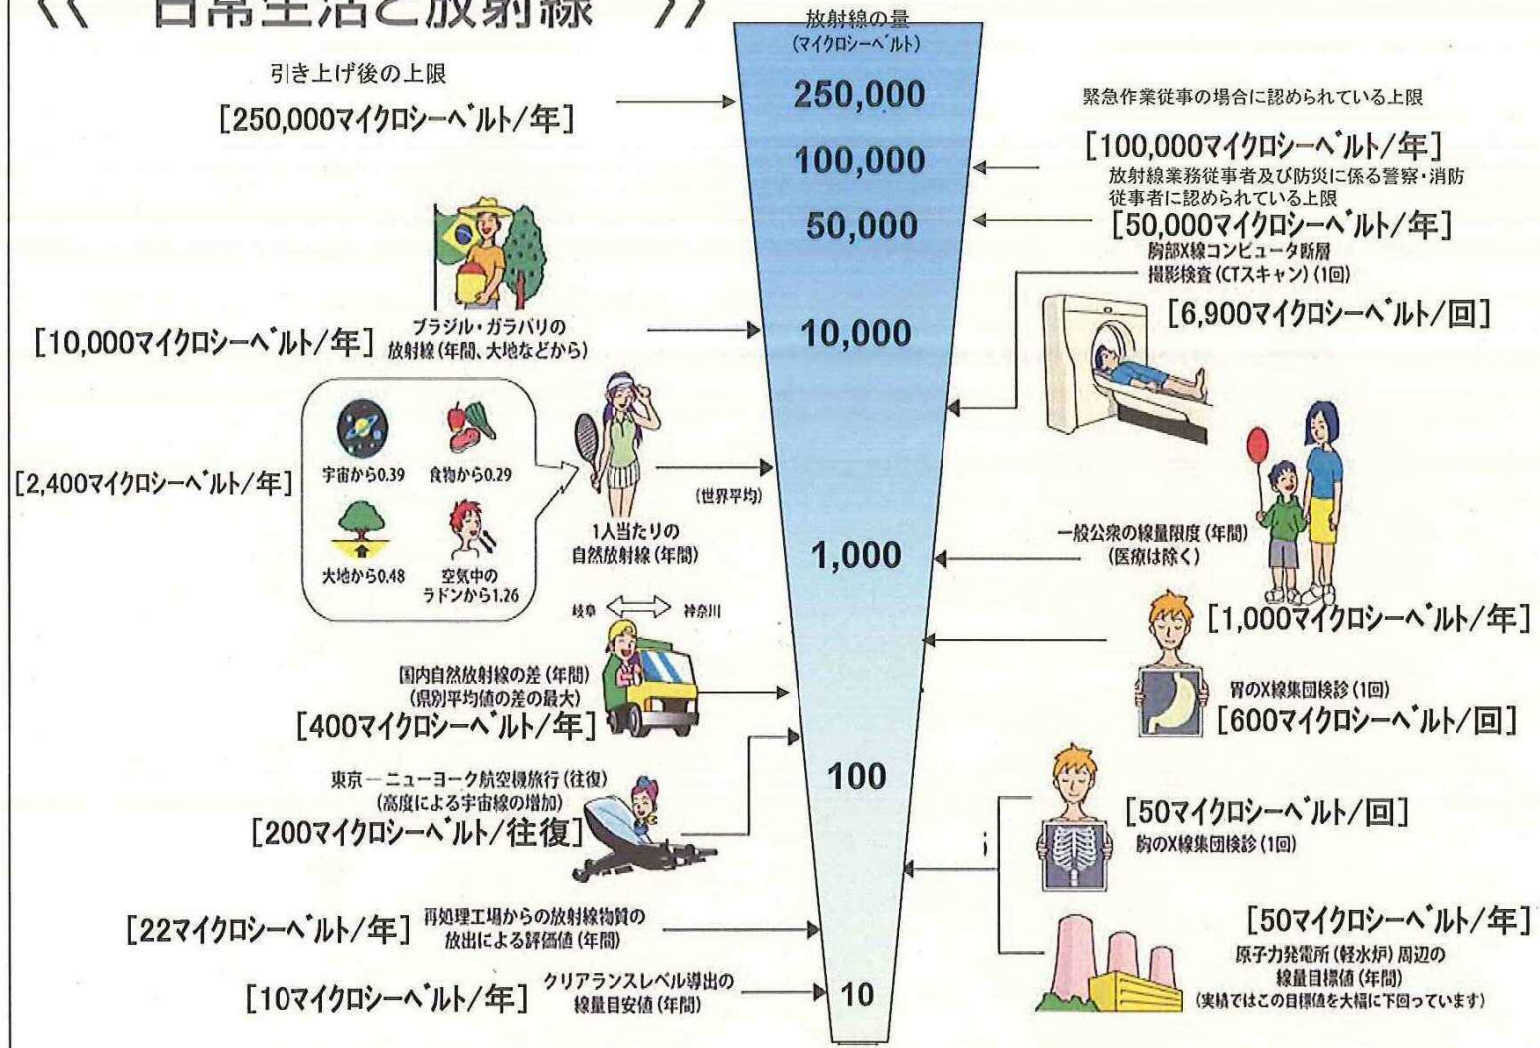 《 日常生活と放射線 》
放射線の量
(マイクロシーベルト)
引き上げ後の上限
[250,000マイクロシーベルト/年]
250,000
緊急作業従事の場合に認められている上限
[100,000マイクロシーベルト/年]
100,000
放射線業務従事者及び防災に係る警察・消防
従事者に認められている上限
[50,000マイクロシーベルト/年]
50,000
胸部X線コンピュータ断層
撮影検査(CTスキャン)(1回)
[6,900マイクロシーベルト/回]
[10,000マイクロシーベルト/年]
ブラジル・ガラパリの
放射線(年間、大地などから)
10,000
[2,400マイクロシーベルト/年]
宇宙から0.39
食物から0.29
大地から0.48
空気中の
ラドンから1.26
1人当たりの
自然放射線(年間)
(世界平均)
1,000
一般公衆の線量限度(年間)
(医療は除く)
[1,000マイクロシーベルト/年]
岐阜
神奈川
国内自然放射線の差(年間)
(県別平均値の差の最大)
[400マイクロシーベルト/年]
胃のX線集団検診(1回)
[600マイクロシーベルト/回]
東京―ニューヨーク航空機旅行(往復)
(高度による宇宙線の増加)
[200マイクロシーベルト/往復]
100
[50マイクロシーベルト/回]
胸のX線集団検診(1回)
[22マイクロシーベルト/年]
再処理工場からの放射線物質の
放出による評価値(年間)
[50マイクロシーベルト/年]
原子力発電所(軽水炉)周辺の
線量目標値(年間)
(実績ではこの目標値を大幅に下回っています)
[10マイクロシーベルト/年]
クリアランスレベル導出の
線量目安値(年間)
10